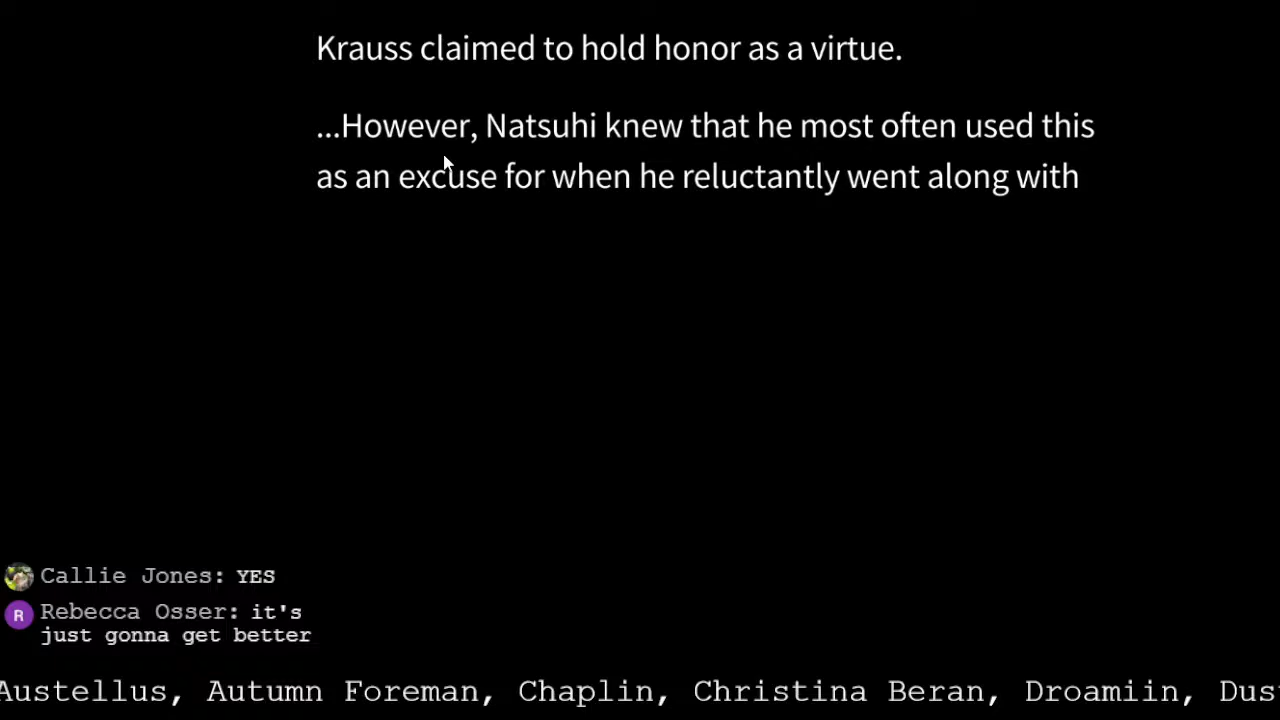 Krauss claimed to hold honor as a virtue.
...However, Natsuhi knew that he most often used this
as an excuse for when he reluctantly went along with
Callie Jones: YES
R Rebecca Osser: it's
just gonna get better
Austellus, Autumn Foreman, Chaplin, Christina Beran, Droamiin, Dus